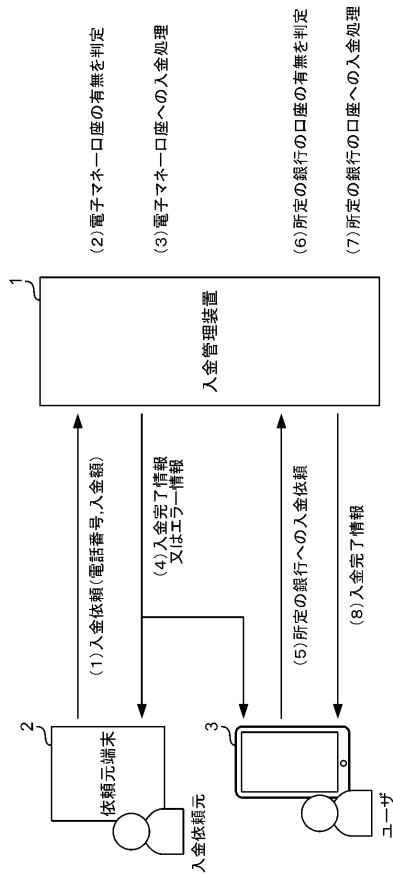 1
入金管理装置
(2)電子マネー口座の有無を判定
(3)電子マネー口座への入金処理
(6)所定の銀行の口座の有無を判定
(7)所定の銀行の口座への入金処理
(1)入金依頼(電話番号,入金額)
(4)入金完了情報
又はエラー情報
(5)所定の銀行への入金依頼
(8)入金完了情報
2
依頼元端末
入金依頼元
3
ユーザ